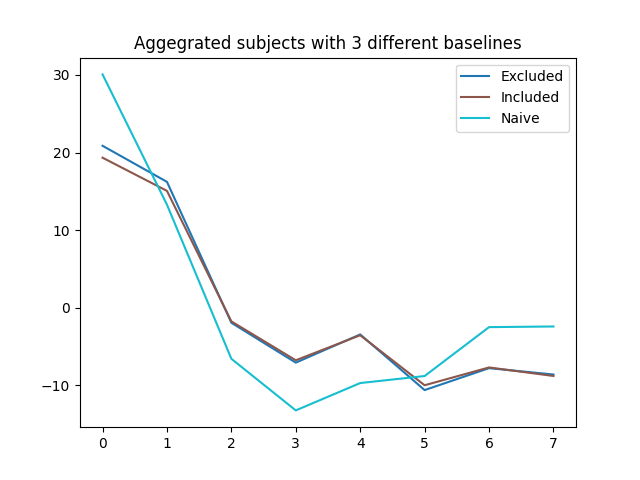 Aggegrated subjects with 3 different baselines
Excluded
Included
Naive
30
20
10
0
−10
0 1 2 3 4 5 6 7